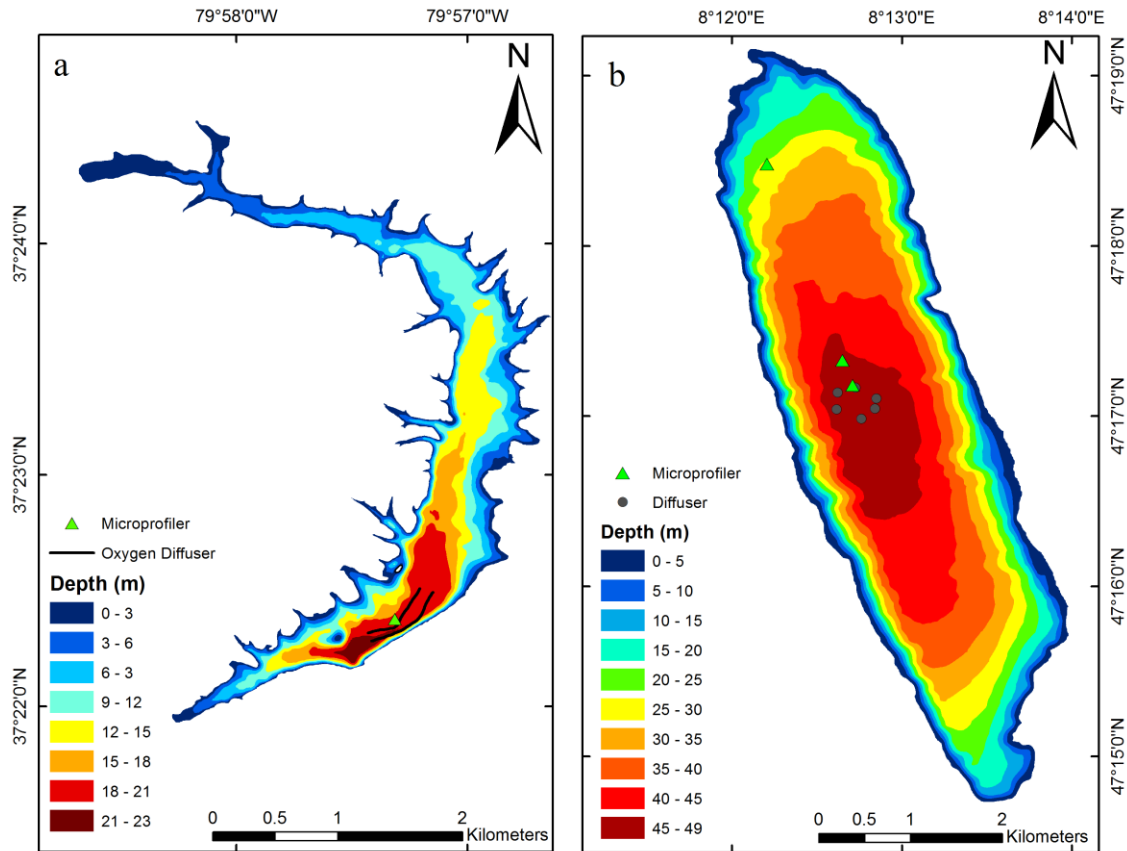 79°58'0"W
79°57'0"W
a
N
37°24'0"N
37°23'0"N
37°22'0"N
Microprofiler
Oxygen Diffuser
Depth (m)
0 - 3
3 - 6
6 - 3
9 - 12
12 - 15
15 - 18
18 - 21
21 - 23
0 0.5 1 2
Kilometers
8°12'0"E
8°13'0"E
8°14'0"E
b
N
47°19'0"N
47°18'0"N
47°17'0"N
47°16'0"N
47°15'0"N
Microprofiler
Diffuser
Depth (m)
0 - 5
5 - 10
10 - 15
15 - 20
20 - 25
25 - 30
30 - 35
35 - 40
40 - 45
45 - 49
0 0.5 1 2
Kilometers